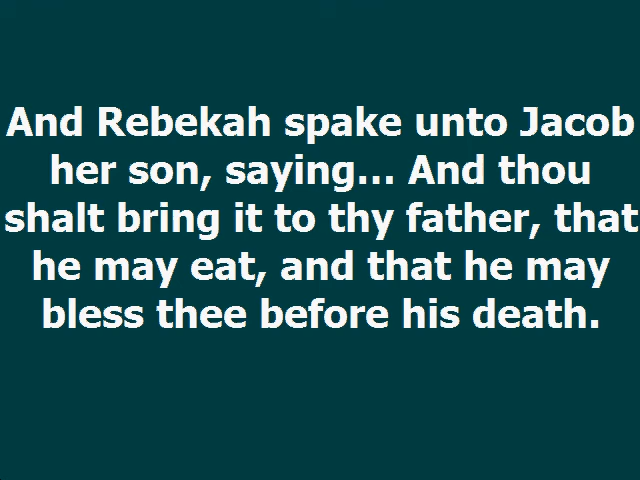 And Rebekah spake unto Jacob
her son, saying... And thou
shalt bring it to thy father, that
he may eat, and that he may
bless thee before his death.